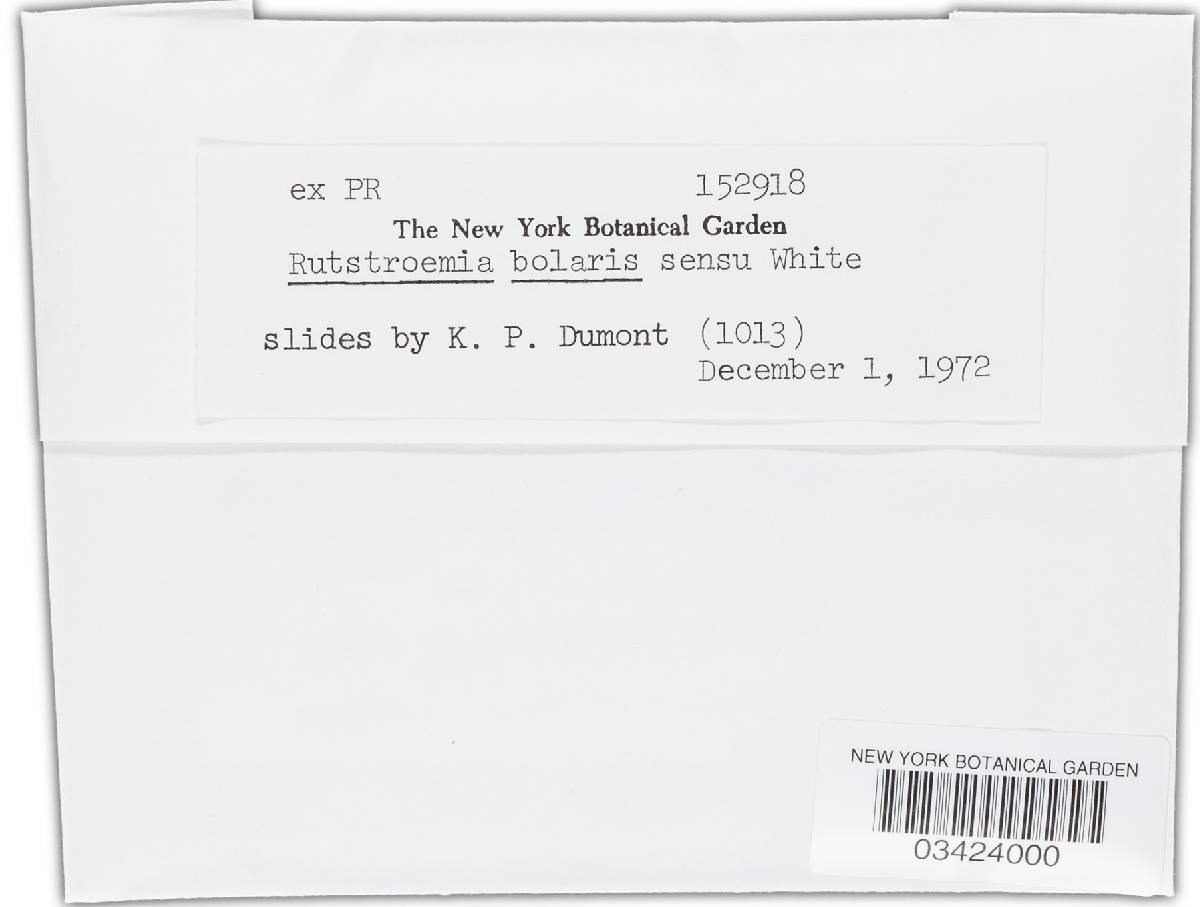 ex PR 152918
The New York Botanical Garden
Rutstroemia bolaris sensu White
slides by K. P. Dumont (1013)
December 1, 1972
NEW YORK BOTANICAL GARDEN
03424000